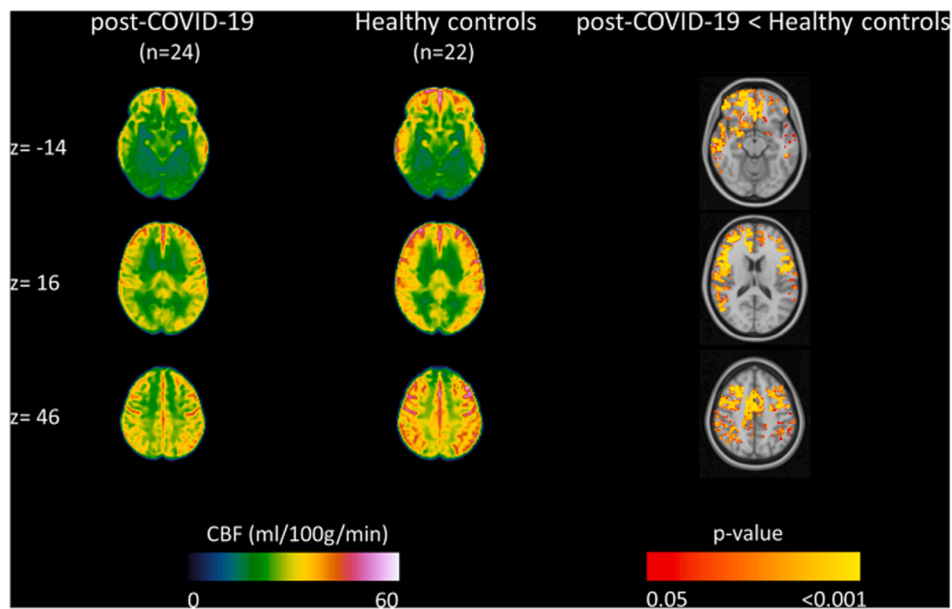 post-COVID-19 Healthy controls post-COVID-19 < Healthy controls
(n=24) (n=22)
z= -14
z= 16
z= 46
CBF (ml/100g/min) p-value
0 60 0.05 <0.001